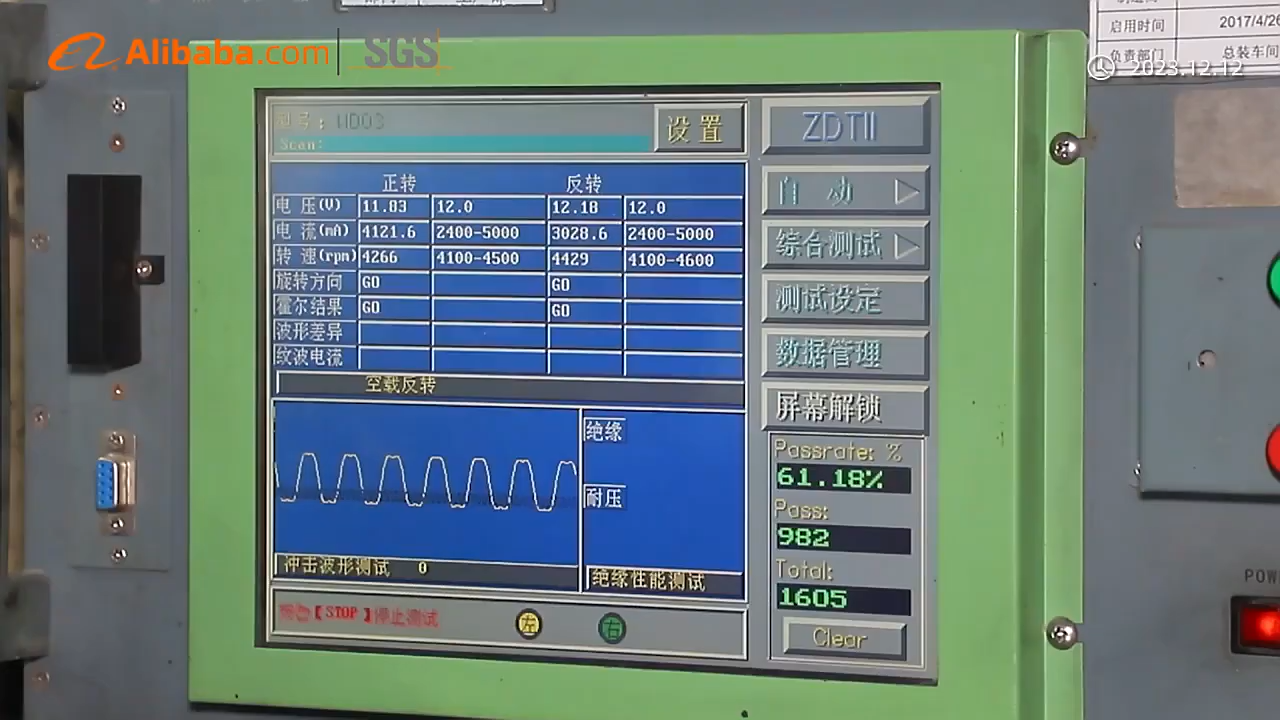 Alibaba.com
SGS
启用时间 2017/4/26
负责部门 总装车间
2023.12.12
型号: WD03
Scan:
设置
ZDTII
正转 反转
电压(V) 11.83 12.0 12.18 12.0
电流(mA) 4121.6 2400-5000 3028.6 2400-5000
转速(rpm) 4266 4100-4500 4429 4100-4600
旋转方向 GO GO
霍尔结果 GO GO
波形差异
纹波电流
空载反转
绝缘
耐压
冲击波形测试 0
绝缘性能测试
【STOP】停止测试
左
右
自动
综合测试
测试设定
数据管理
屏幕解锁
Passrate: %
61.18%
Pass:
982
Total:
1605
Clear
POW